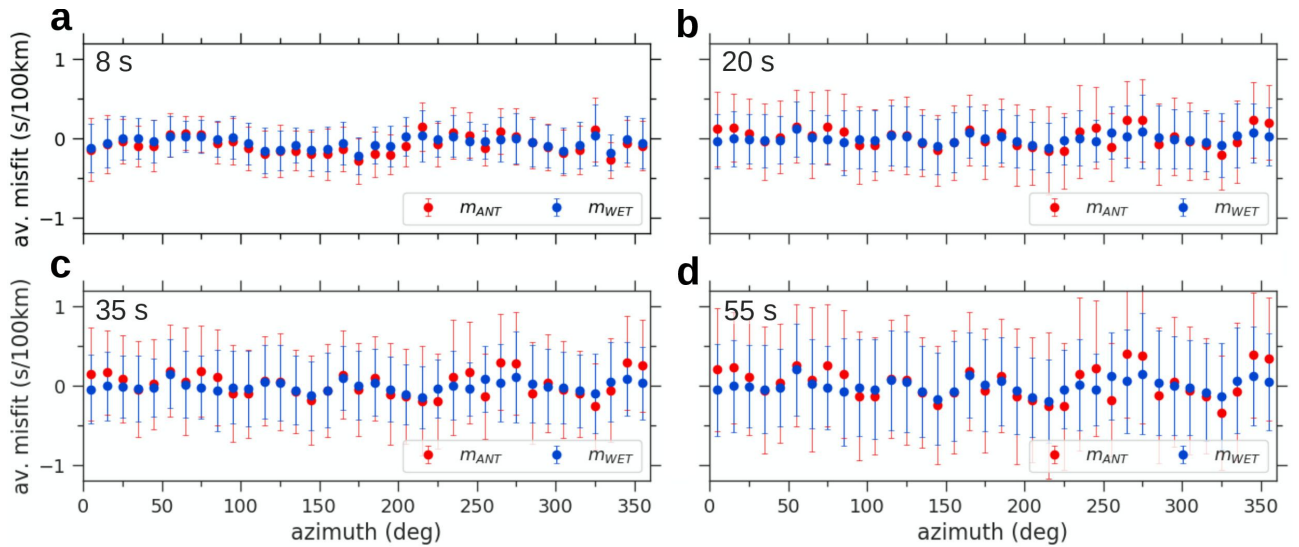 a
b
8 s
20 s
av. misfit (s/100km)
1
0
−1
m_ANT m_WET
m_ANT m_WET
c
d
35 s
55 s
av. misfit (s/100km)
1
0
−1
m_ANT m_WET
m_ANT m_WET
0 50 100 150 200 250 300 350
0 50 100 150 200 250 300 350
azimuth (deg)
azimuth (deg)